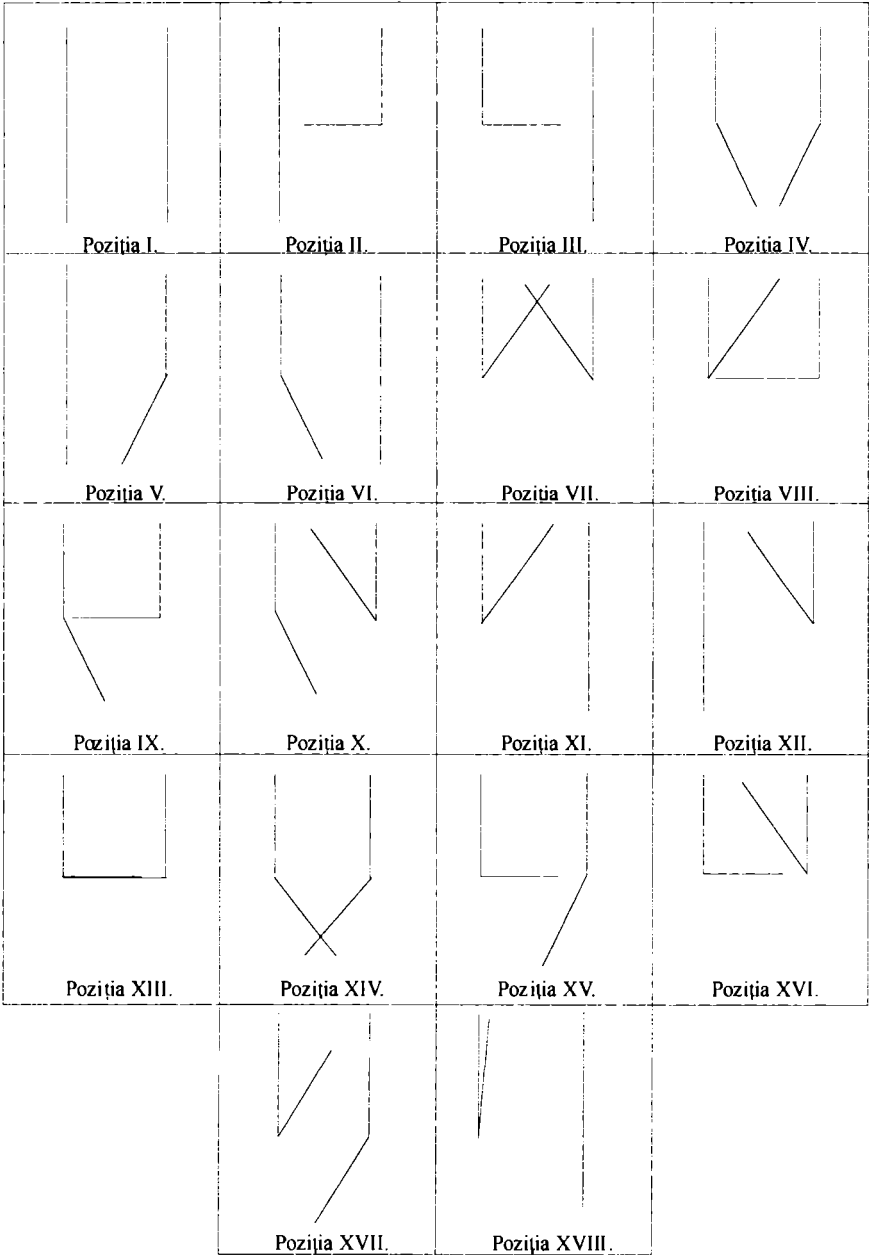 Poziția I.
Poziția II.
Poziția III.
Poziția IV.
Poziția V.
Poziția VI.
Poziția VII.
Poziția VIII.
Poziția IX.
Poziția X.
Poziția XI.
Poziția XII.
Poziția XIII.
Poziția XIV.
Poziția XV.
Poziția XVI.
Poziția XVII.
Poziția XVIII.